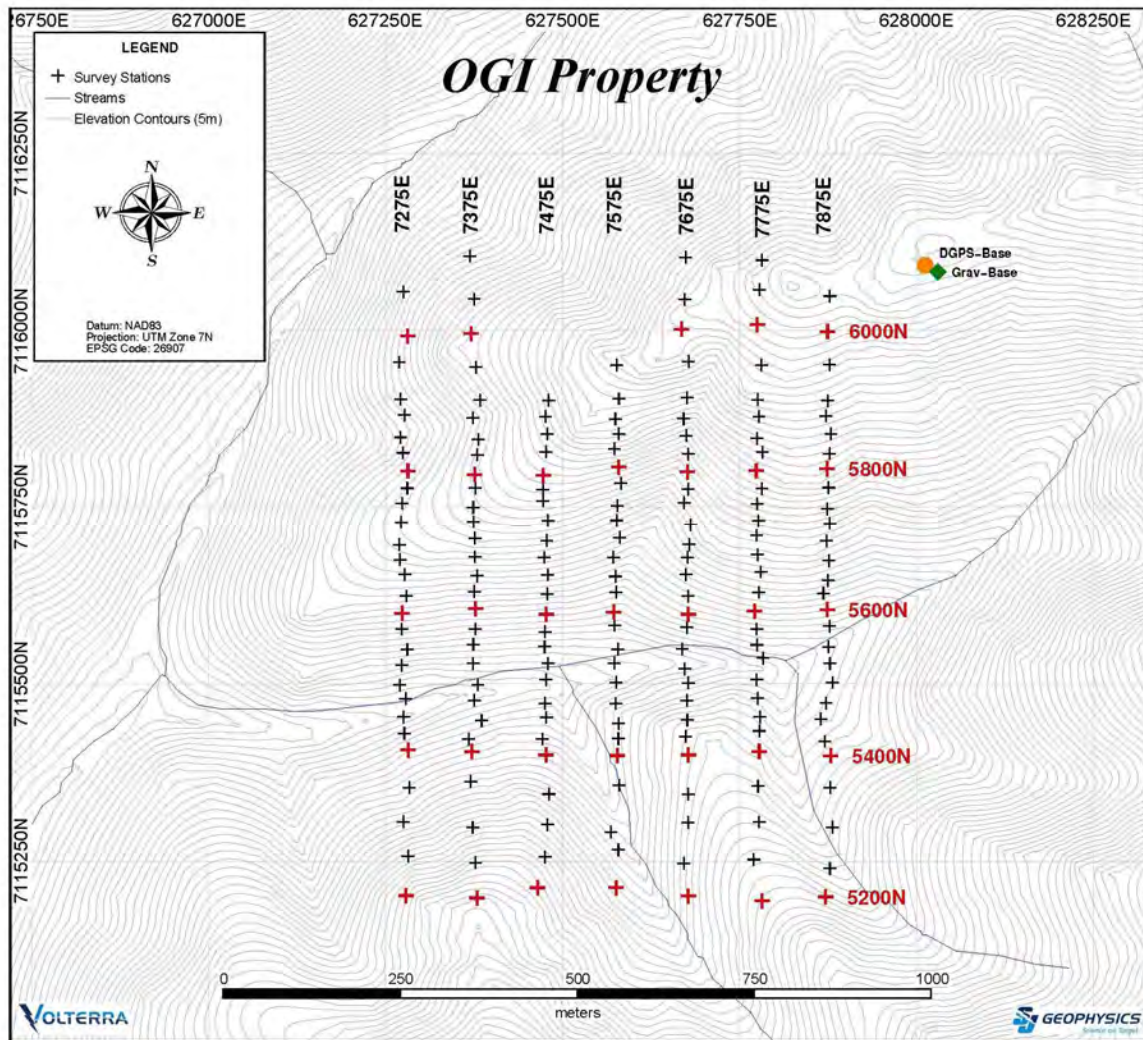 26750E 627000E 627250E 627500E 627750E 628000E 628250E
LEGEND
Survey Stations
Streams
Elevation Contours (5m)
N
W E
S
Datum: NAD83
Projection: UTM Zone 7N
EPSG Code: 26907
OGI Property
7116250N
7116000N
7115750N
7115500N
7115250N
7275E
7375E
7475E
7575E
7675E
7775E
7875E
DGPS-Base
Grav-Base
6000N
5800N
5600N
5400N
5200N
0 250 500 750 1000
meters
VOLTERRA
SJ GEOPHYSICS